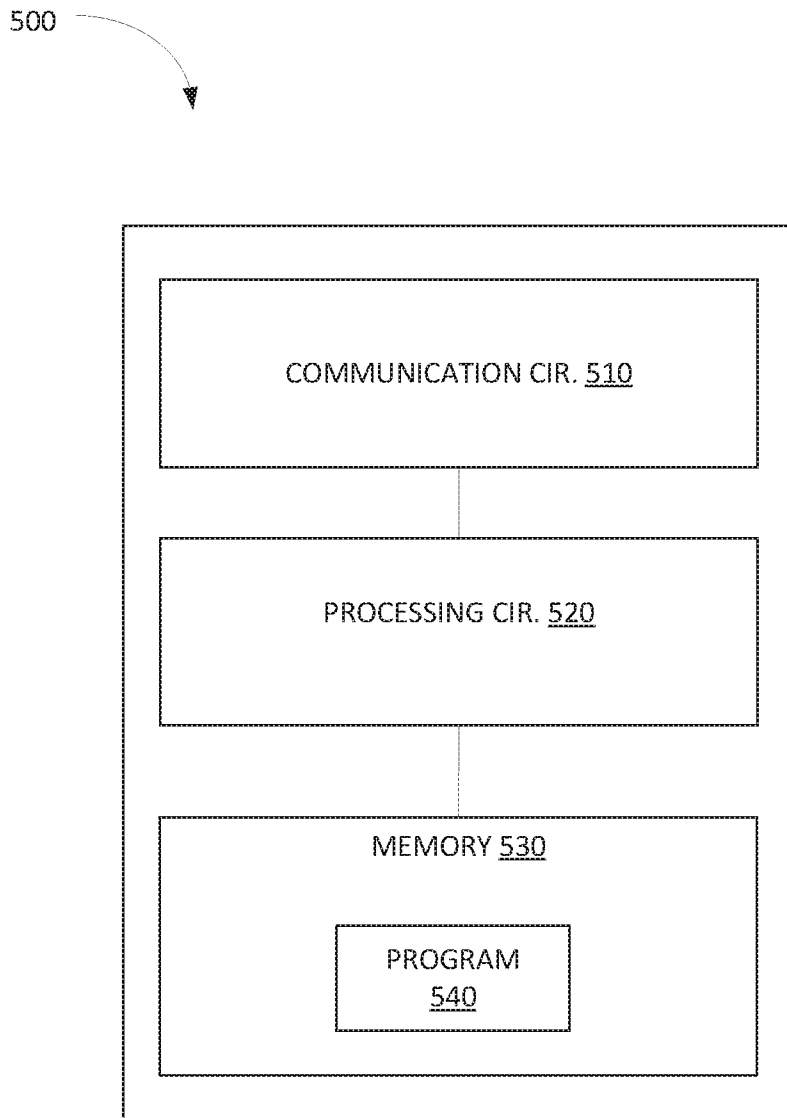 500
COMMUNICATION CIR. 510
PROCESSING CIR. 520
MEMORY 530
PROGRAM
540